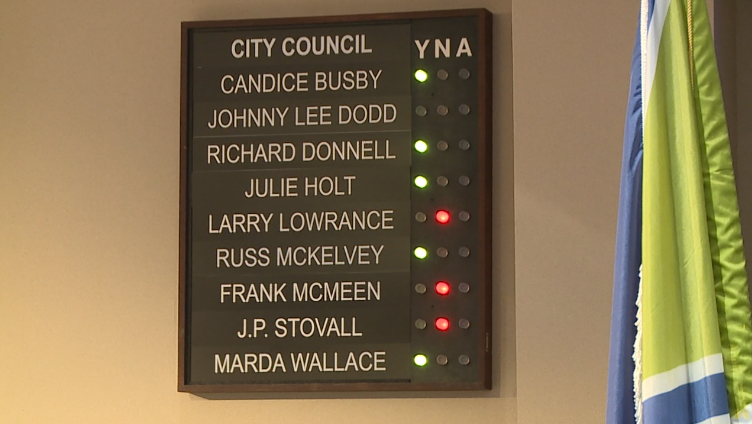 CITY COUNCIL Y N A
CANDICE BUSBY
JOHNNY LEE DODD
RICHARD DONNELL
JULIE HOLT
LARRY LOWRANCE
RUSS MCKELVEY
FRANK MCMEEN
J.P. STOVALL
MARDA WALLACE